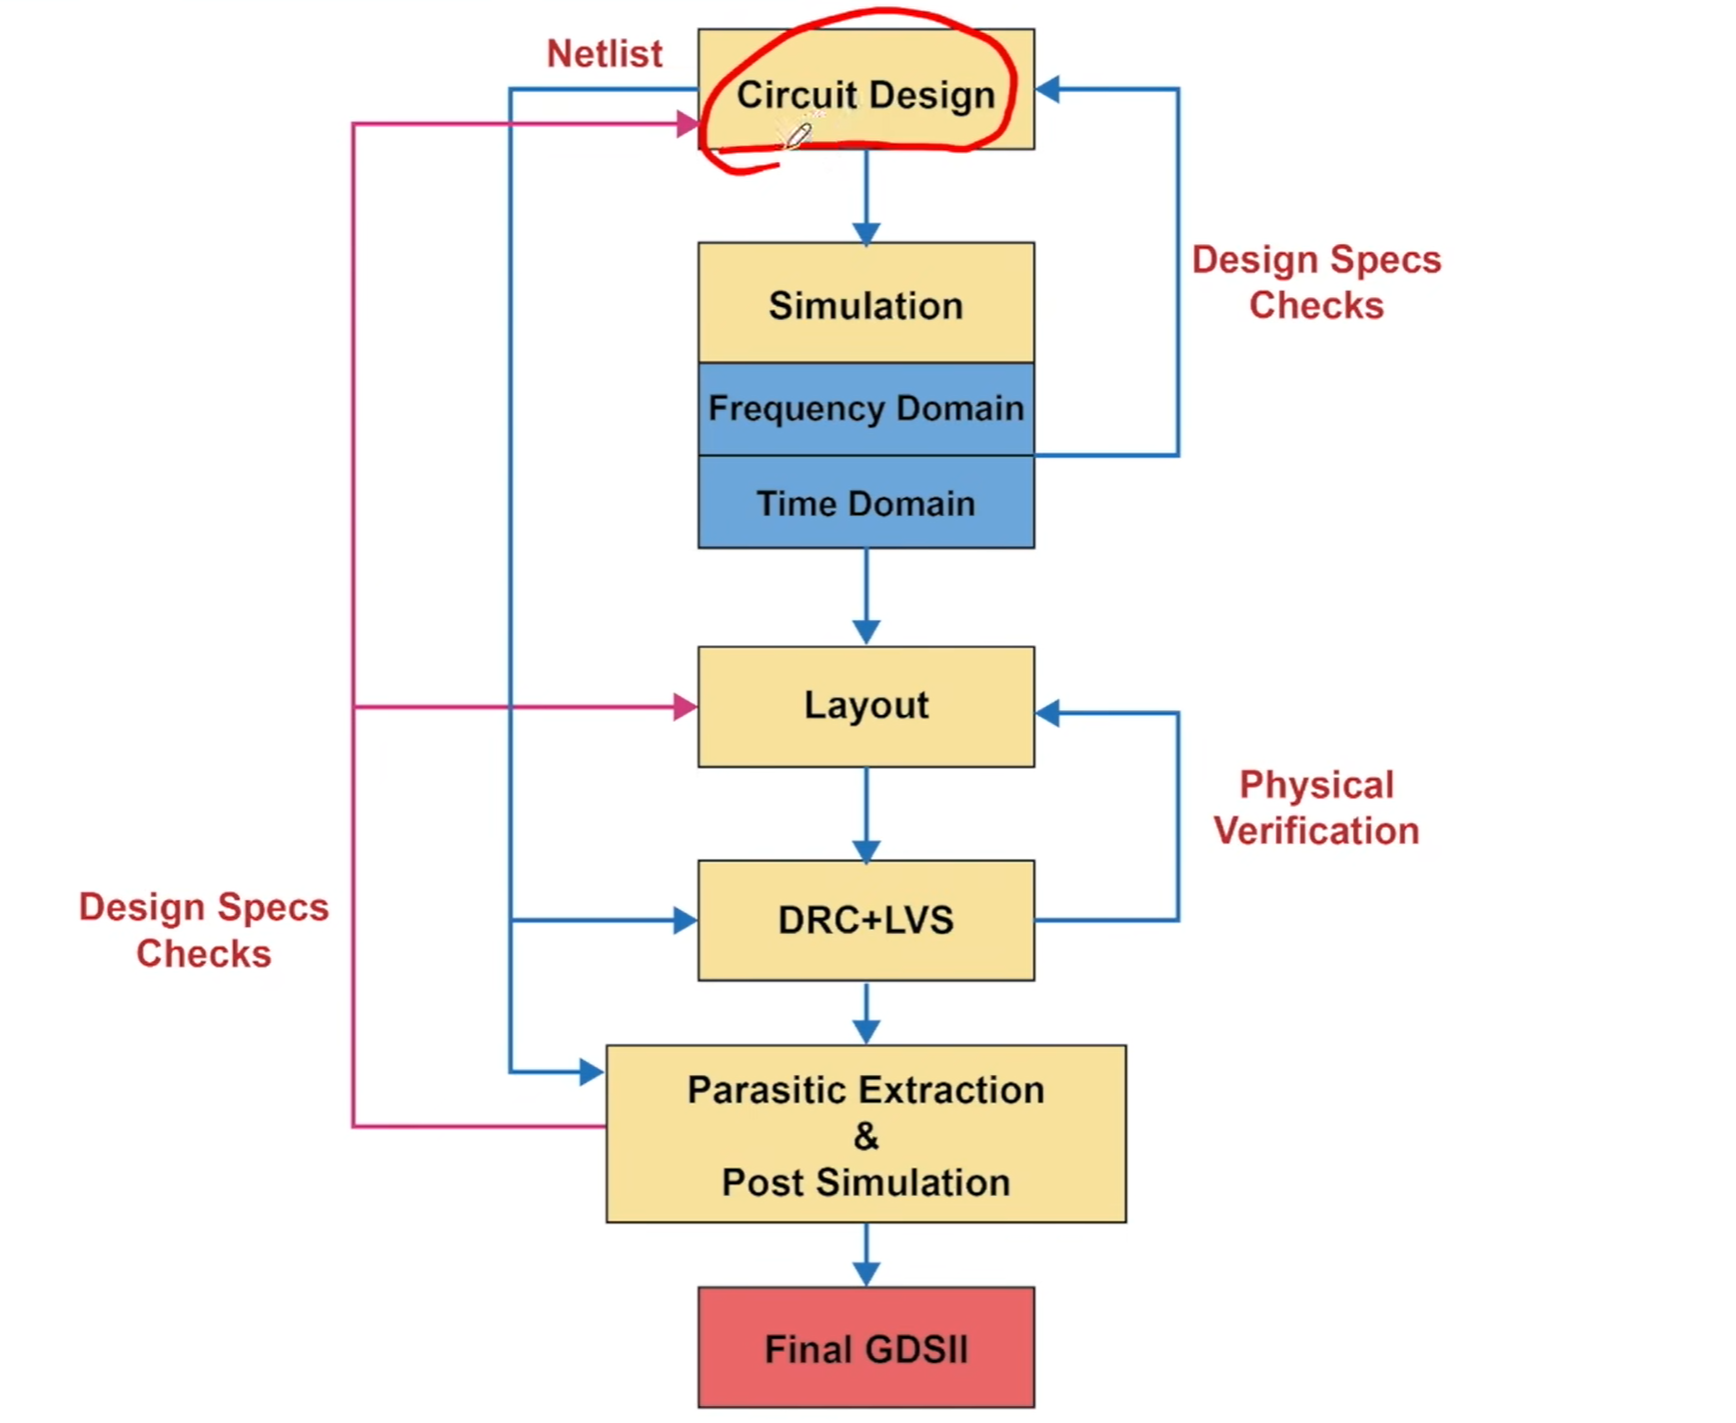 Netlist
Circuit Design
Simulation
Design Specs
Checks
Frequency Domain
Time Domain
Layout
Physical
Verification
DRC+LVS
Design Specs
Checks
Parasitic Extraction
&
Post Simulation
Final GDSII